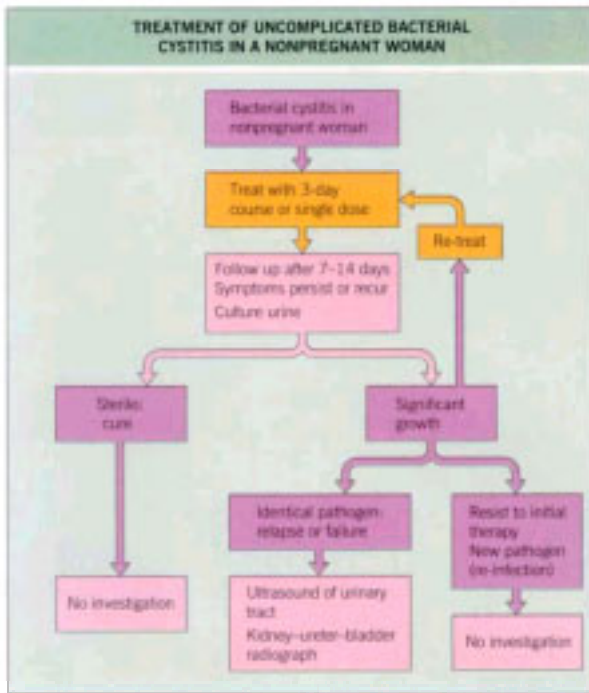 TREATMENT OF UNCOMPLICATED BACTERIAL
CYSTITIS IN A NONPREGNANT WOMAN
Bacterial cystitis in
nonpregnant woman
Treat with 3-day
course or single dose
Re-treat
Follow up after 7–14 days
Symptoms persist or recur
Culture urine
Sterile:
cure
Significant
growth
Identical pathogen:
relapse or failure
Resist to initial
therapy
New pathogen
(re-infection)
No investigation
Ultrasound of urinary
tract
Kidney–ureter–bladder
radiograph
No investigation